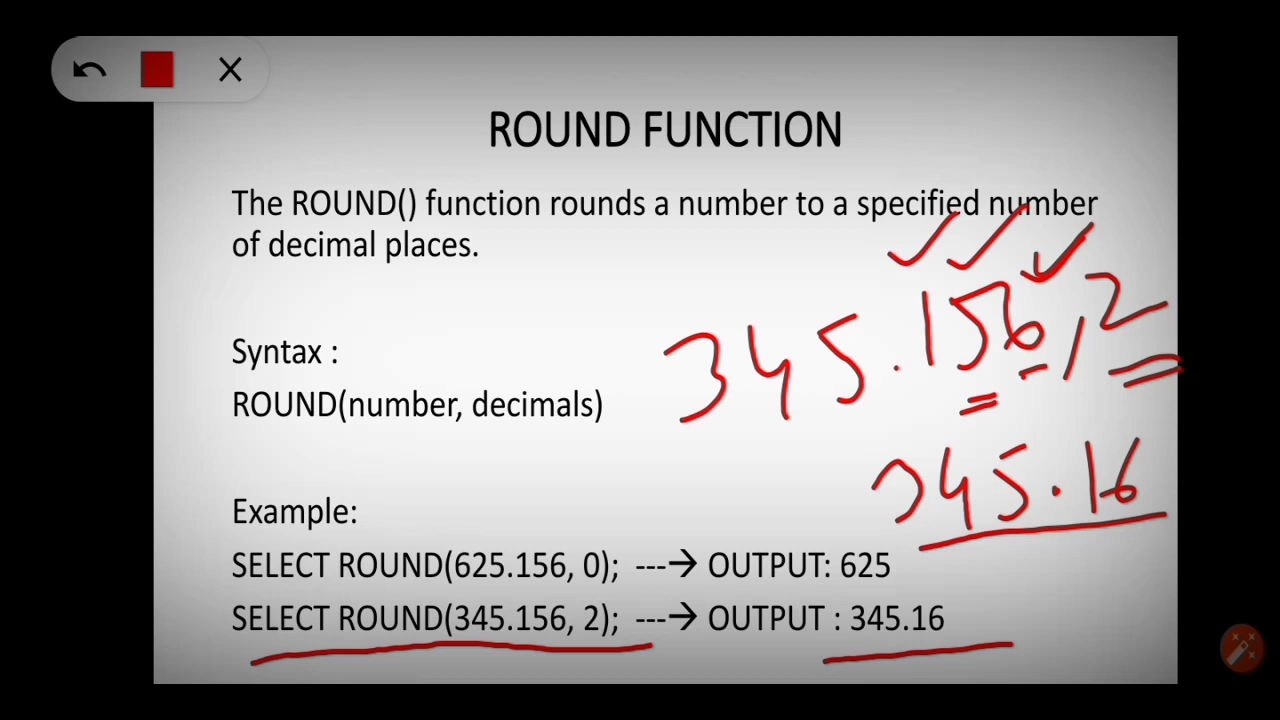 ROUND FUNCTION
The ROUND() function rounds a number to a specified number
of decimal places.
345.156,2
Syntax :
ROUND(number, decimals)
345.16
Example:
SELECT ROUND(625.156, 0); ---→ OUTPUT: 625
SELECT ROUND(345.156, 2); ---→ OUTPUT : 345.16